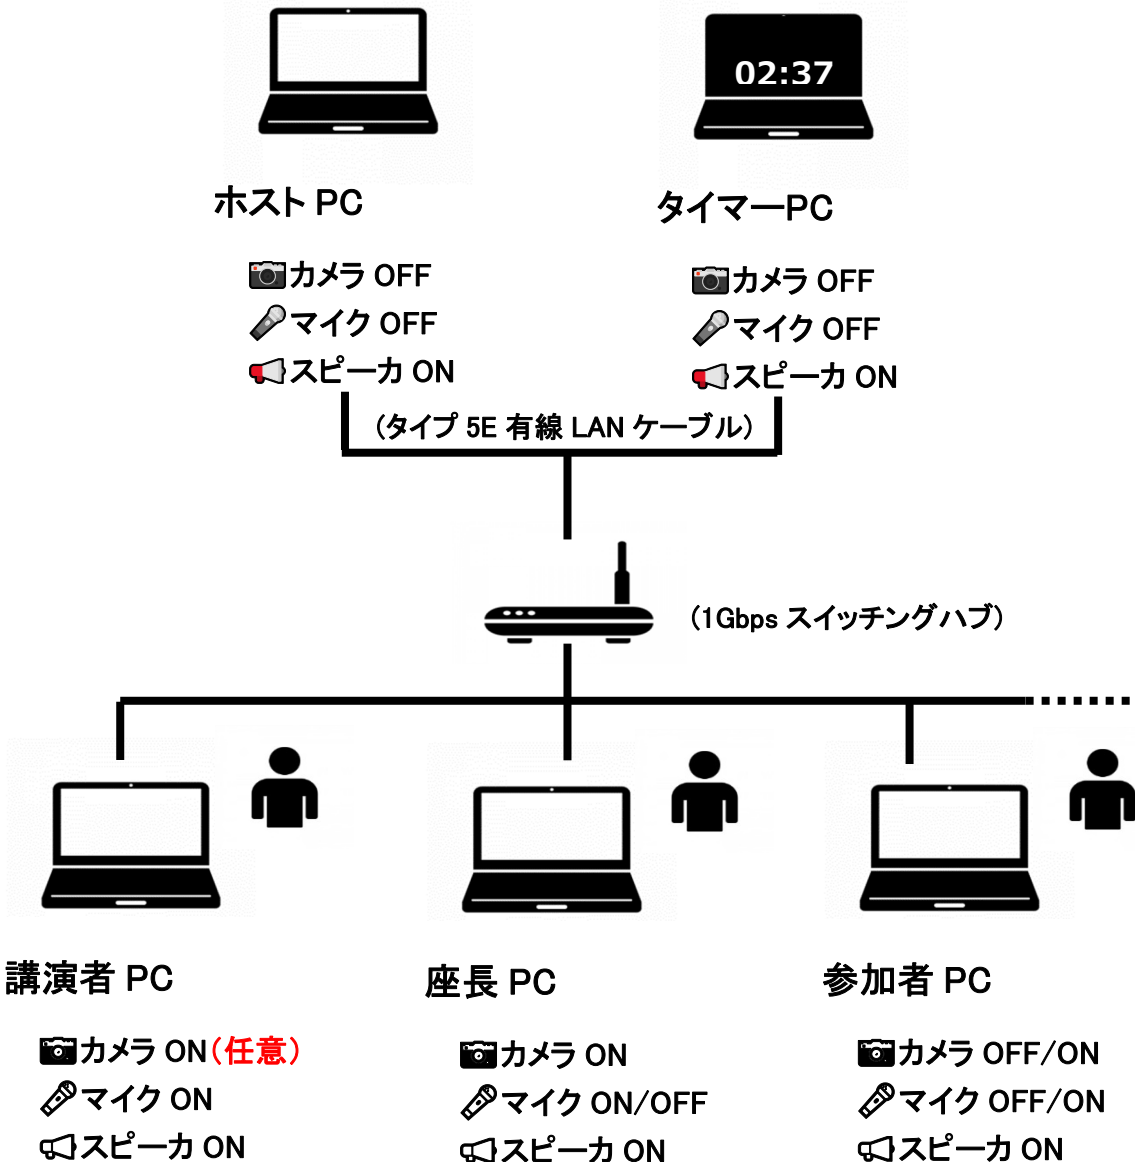 02:37
ホスト PC
タイマーPC
カメラ OFF
マイク OFF
スピーカ ON
カメラ OFF
マイク OFF
スピーカ ON
（タイプ 5E 有線 LAN ケーブル）
（1Gbps スイッチングハブ）
講演者 PC
カメラ ON（任意）
マイク ON
スピーカ ON
座長 PC
カメラ ON
マイク ON/OFF
スピーカ ON
参加者 PC
カメラ OFF/ON
マイク OFF/ON
スピーカ ON